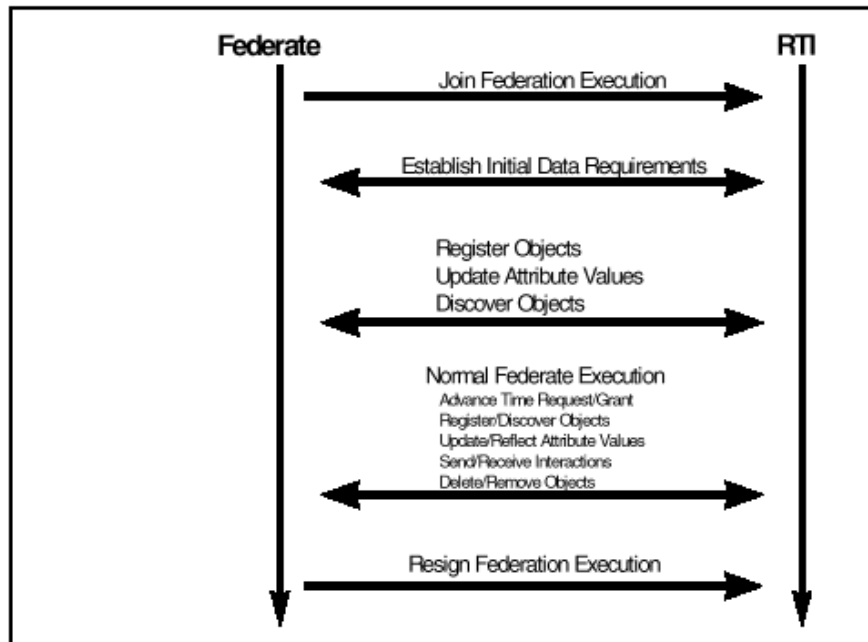 Federate RTI
Join Federation Execution
Establish Initial Data Requirements
Register Objects
Update Attribute Values
Discover Objects
Normal Federate Execution
Advance Time Request/Grant
Register/Discover Objects
Update/Reflect Attribute Values
Send/Receive Interactions
Delete/Remove Objects
Resign Federation Execution